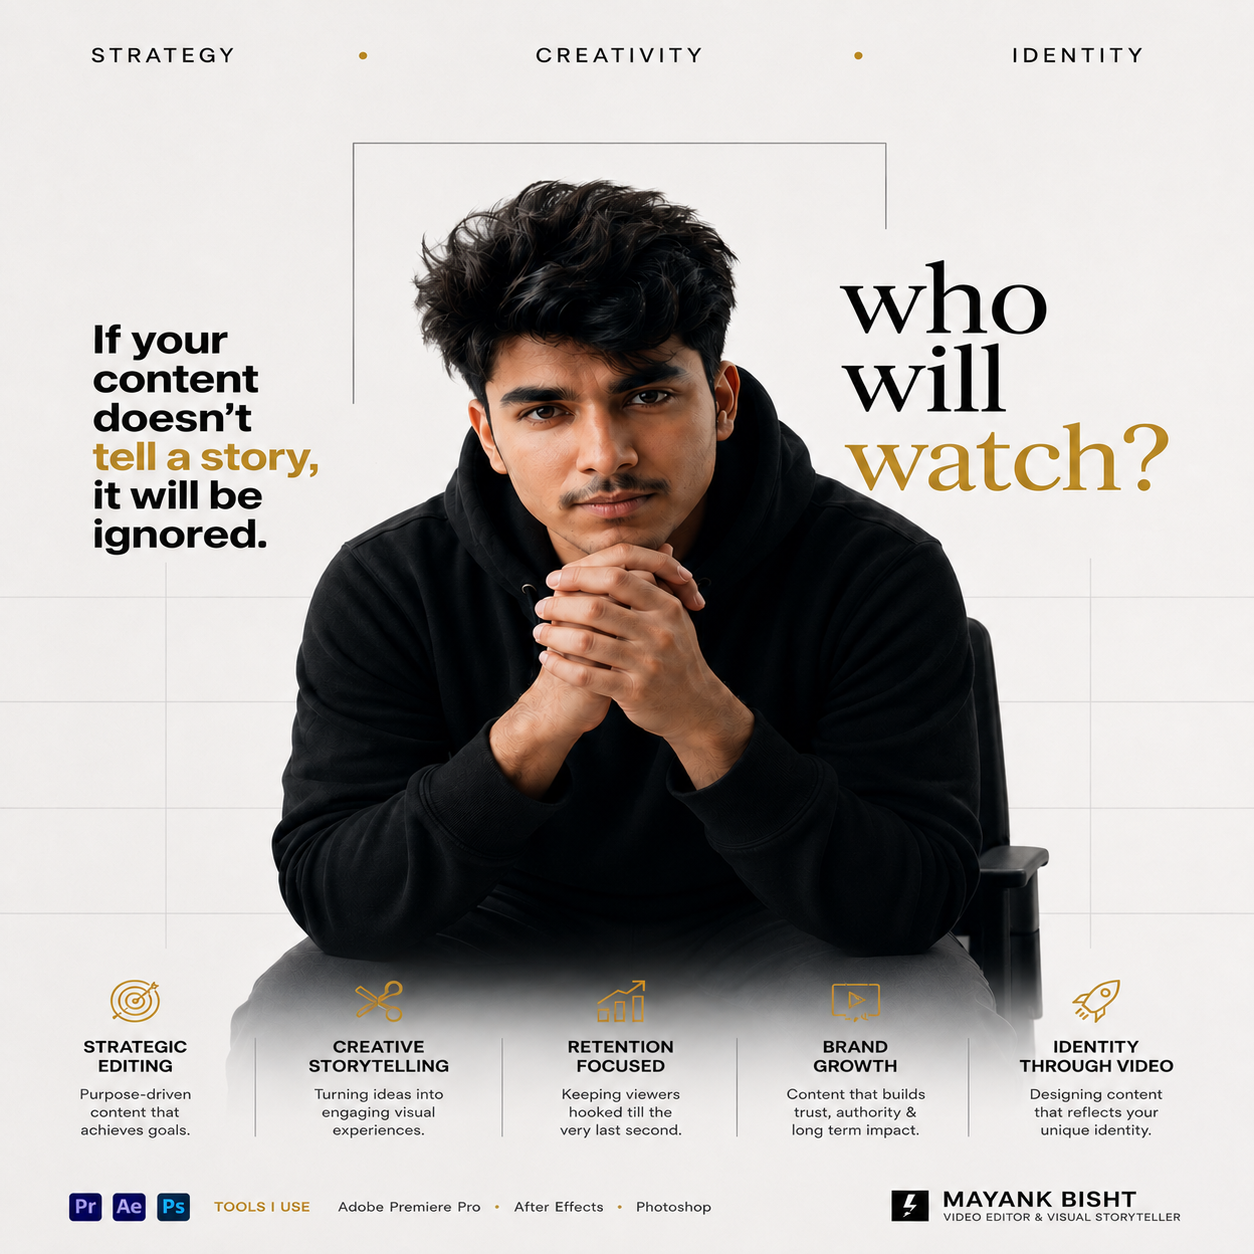 STRATEGY • CREATIVITY • IDENTITY
If your
content
doesn't
tell a story,
it will be
ignored.
who
will
watch?
STRATEGIC
EDITING
Purpose-driven
content that
achieves goals.
CREATIVE
STORYTELLING
Turning ideas into
engaging visual
experiences.
RETENTION
FOCUSED
Keeping viewers
hooked till the
very last second.
BRAND
GROWTH
Content that builds
trust, authority &
long term impact.
IDENTITY
THROUGH VIDEO
Designing content
that reflects your
unique identity.
Pr Ae Ps TOOLS I USE Adobe Premiere Pro • After Effects • Photoshop
MAYANK BISHT
VIDEO EDITOR & VISUAL STORYTELLER